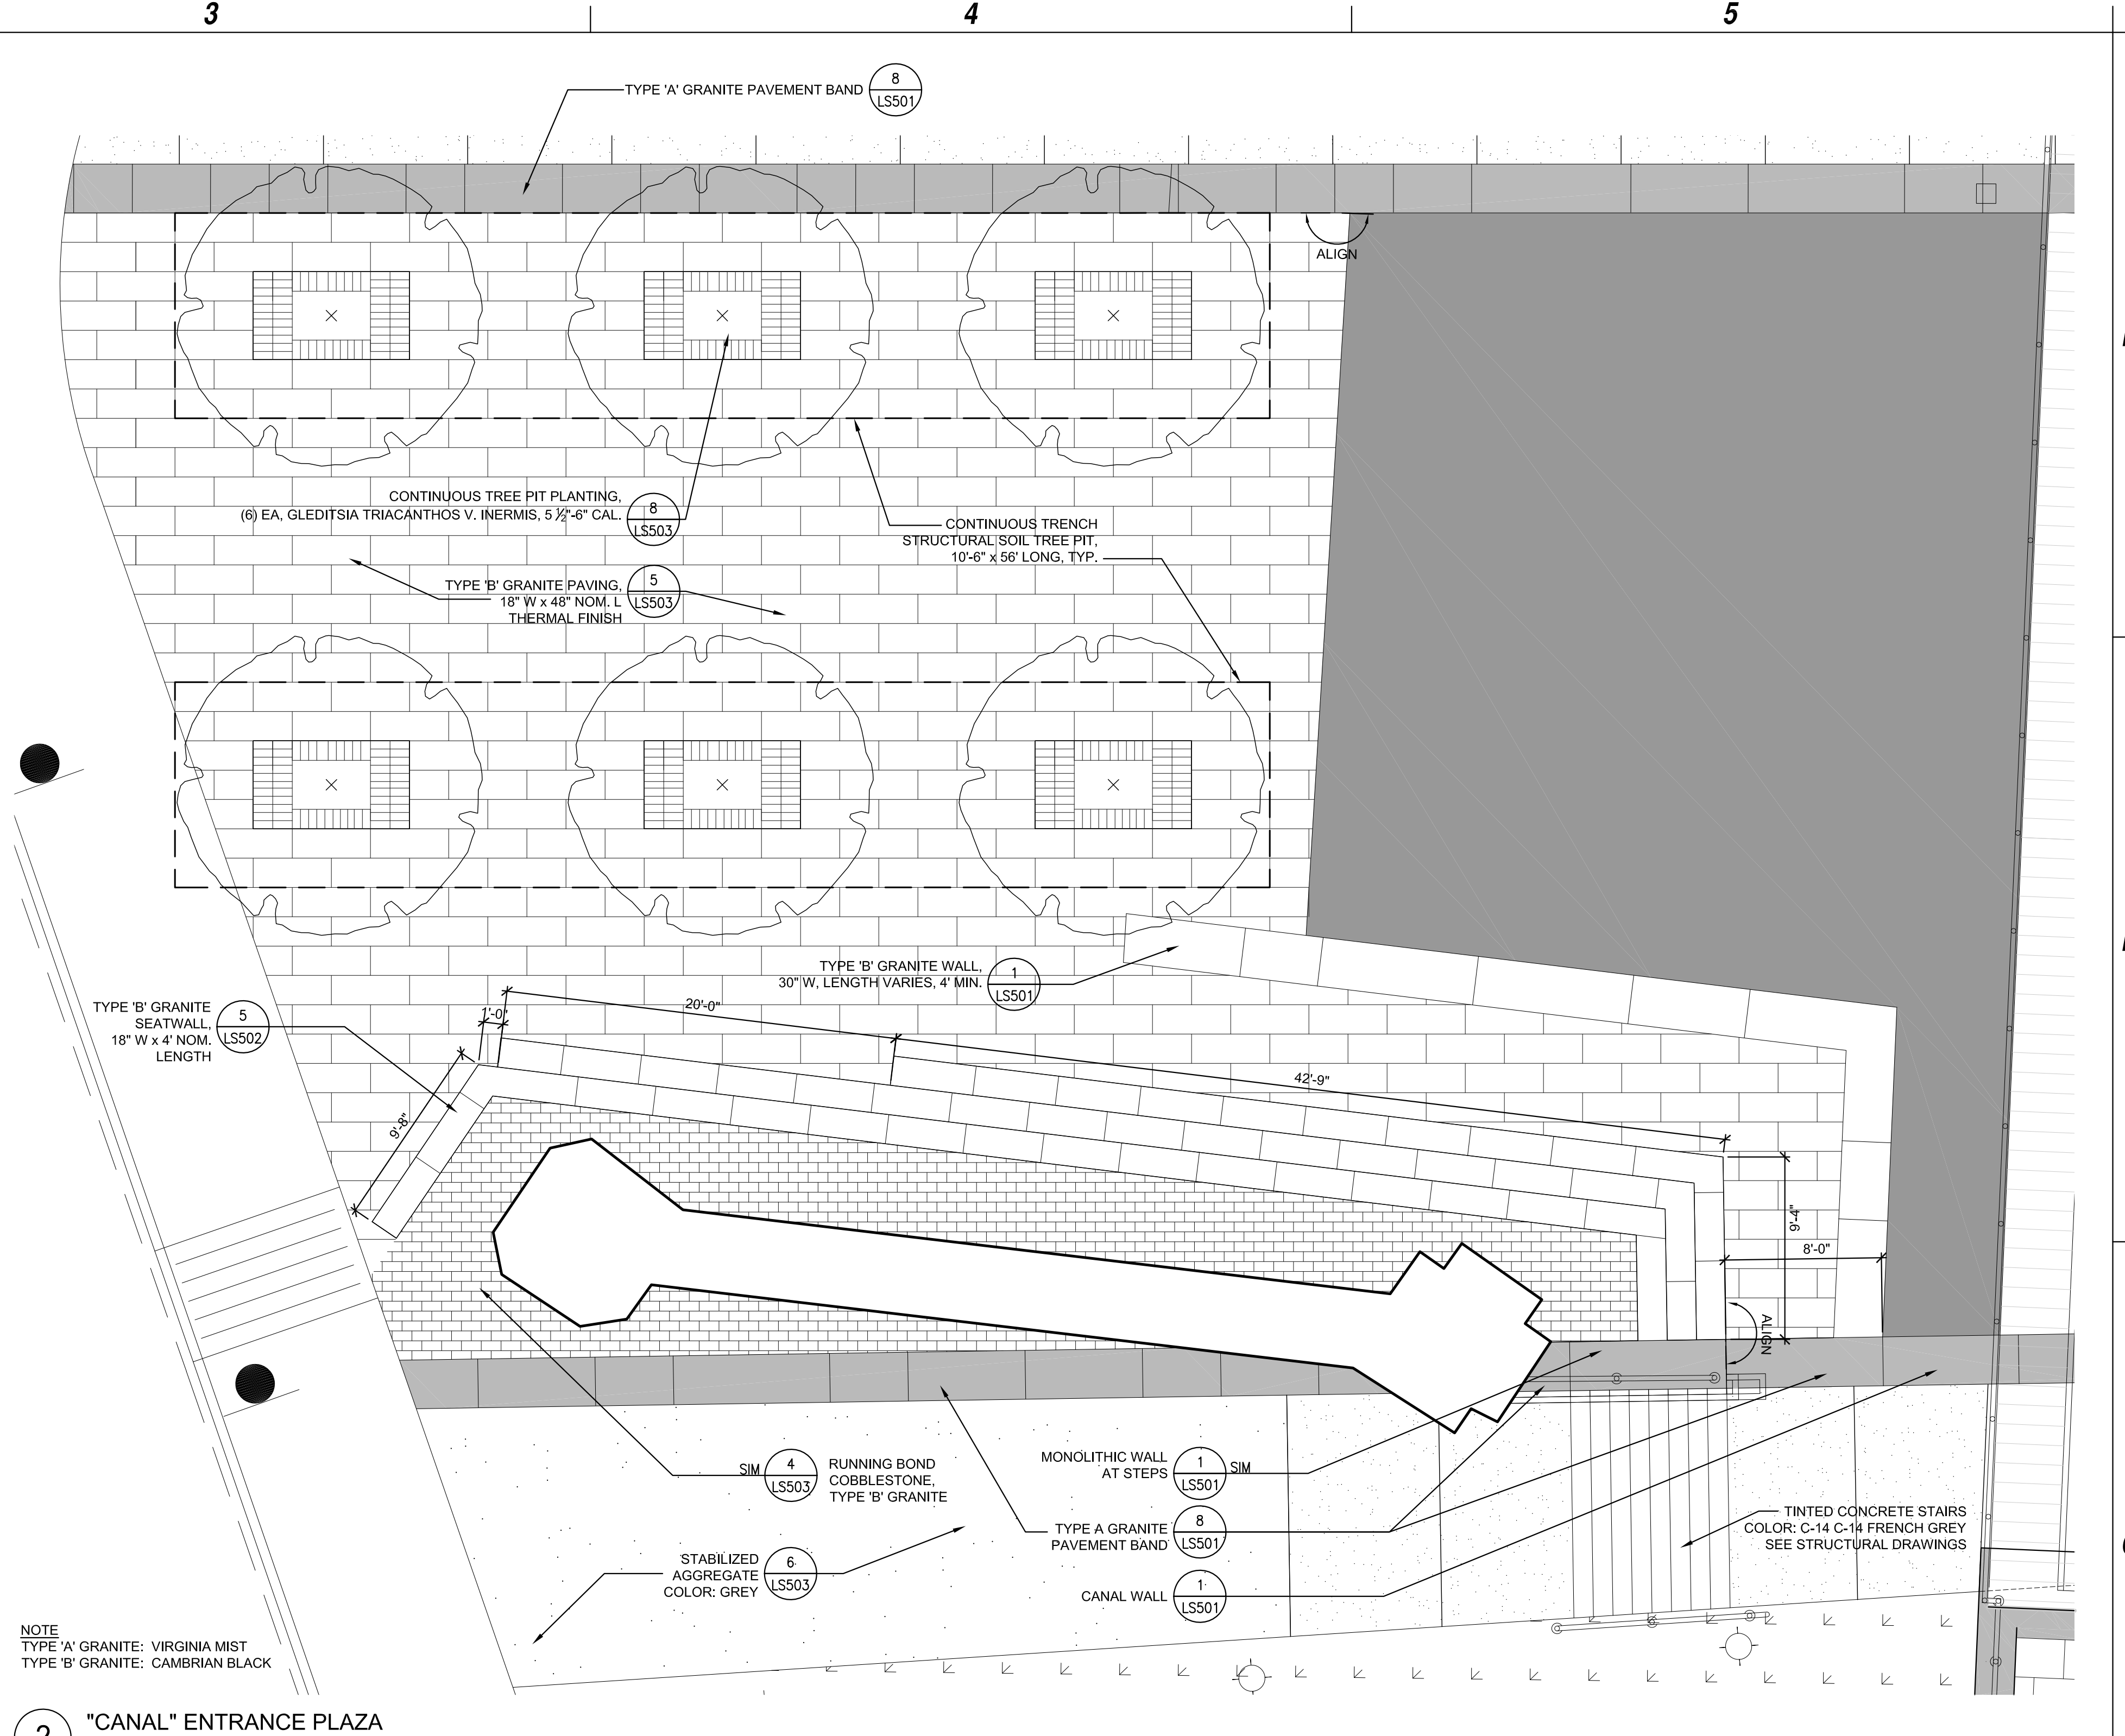 3
4
5
TYPE 'A' GRANITE PAVEMENT BAND
8
LS501
ALIGN
CONTINUOUS TREE PIT PLANTING,
(6) EA, GLEDITSIA TRIACANTHOS V. INERMIS, 5 ½"-6" CAL.
8
LS503
CONTINUOUS TRENCH
STRUCTURAL SOIL TREE PIT,
10'-6" x 56' LONG, TYP.
TYPE 'B' GRANITE PAVING,
18" W x 48" NOM. L
THERMAL FINISH
5
LS503
TYPE 'B' GRANITE WALL,
30" W, LENGTH VARIES, 4' MIN.
1
LS501
TYPE 'B' GRANITE
SEATWALL,
18" W x 4' NOM.
LENGTH
5
LS502
1'-0"
20'-0"
42'-9"
9'-8"
9'-4"
8'-0"
ALIGN
SIM
4
LS503
RUNNING BOND
COBBLESTONE,
TYPE 'B' GRANITE
MONOLITHIC WALL
AT STEPS
1
LS501
SIM
TYPE A GRANITE
PAVEMENT BAND
8
LS501
TINTED CONCRETE STAIRS
COLOR: C-14 C-14 FRENCH GREY
SEE STRUCTURAL DRAWINGS
STABILIZED
AGGREGATE
COLOR: GREY
6
LS503
CANAL WALL
1
LS501
NOTE
TYPE 'A' GRANITE: VIRGINIA MIST
TYPE 'B' GRANITE: CAMBRIAN BLACK
2
"CANAL" ENTRANCE PLAZA